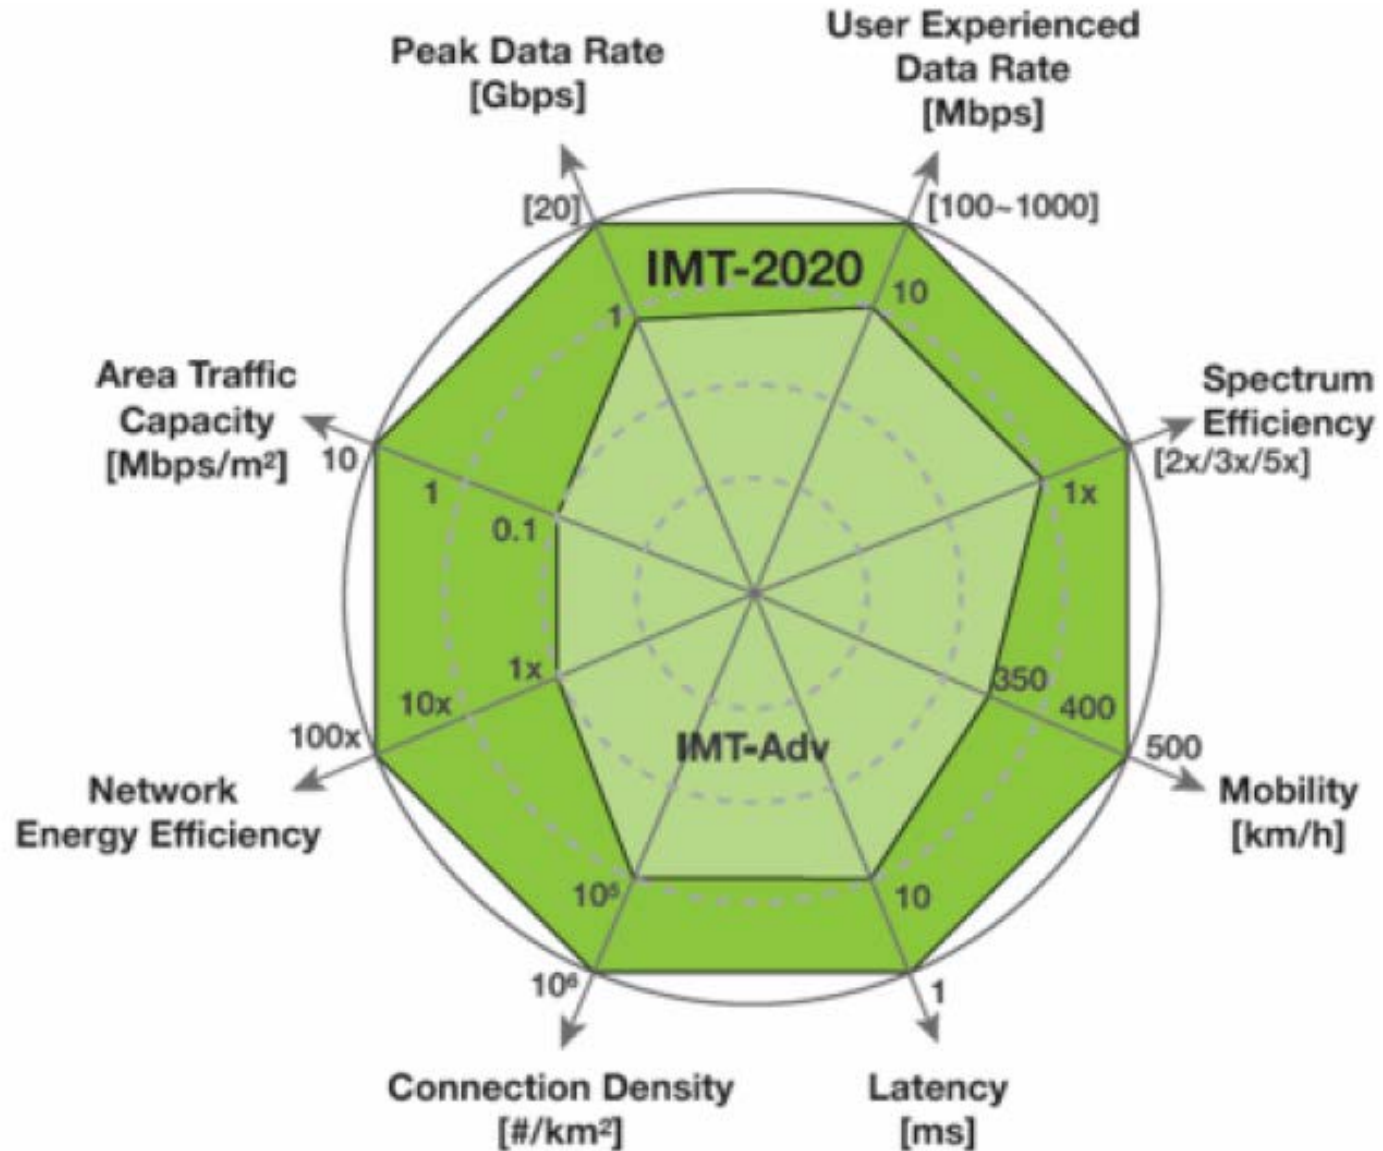 Peak Data Rate
[Gbps]
User Experienced
Data Rate
[Mbps]
[20]
[100~1000]
IMT-2020
1
10
Area Traffic
Capacity
[Mbps/m²]
10
1
0.1
Spectrum
Efficiency
[2x/3x/5x]
1x
1x
10x
100x
350
400
500
Network
Energy Efficiency
IMT-Adv
Mobility
[km/h]
10⁵
10
10⁶
1
Connection Density
[#/km²]
Latency
[ms]